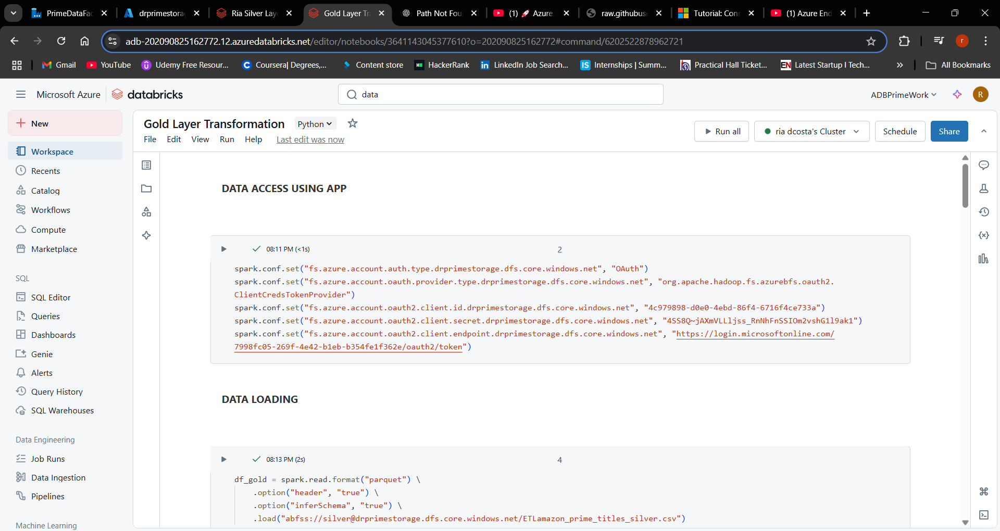 PrimeDataFac
drprimestora
Ria Silver Lay
Gold Layer Tr
Path Not Fou
(1) 🚀 Azure
raw.githubus
Tutorial: Con
(1) Azure End
adb-202090825162772.12.azuredatabricks.net/editor/notebooks/3641143045377610?o=202090825162772#command/6202522878962721
r
Gmail
YouTube
Udemy Free Resour...
Coursera| Degrees,...
Content store
HackerRank
LinkedIn Job Search...
Internships | Summ...
Practical Hall Ticket...
Latest Startup I Tech...
All Bookmarks
Microsoft Azure
databricks
data
ADBPrimeWork
R
New
Workspace
Recents
Catalog
Workflows
Compute
Marketplace
SQL
SQL Editor
Queries
Dashboards
Genie
Alerts
Query History
SQL Warehouses
Data Engineering
Job Runs
Data Ingestion
Pipelines
Machine Learning
Gold Layer Transformation
Python
File Edit View Run Help Last edit was now
Run all
ria dcosta's Cluster
Schedule
Share
DATA ACCESS USING APP
08:11 PM (<1s)
2
spark.conf.set("fs.azure.account.auth.type.drprimestorage.dfs.core.windows.net", "OAuth")
spark.conf.set("fs.azure.account.oauth.provider.type.drprimestorage.dfs.core.windows.net", "org.apache.hadoop.fs.azurebfs.oauth2.
ClientCredsTokenProvider")
spark.conf.set("fs.azure.account.oauth2.client.id.drprimestorage.dfs.core.windows.net", "4c979898-d0e0-4ebd-86f4-6716f4ce733a")
spark.conf.set("fs.azure.account.oauth2.client.secret.drprimestorage.dfs.core.windows.net", "4SS8Q~jAXmVLLljss_RnNhFnSSIOm2vshG1l9ak1")
spark.conf.set("fs.azure.account.oauth2.client.endpoint.drprimestorage.dfs.core.windows.net", "https://login.microsoftonline.com/
7998fc05-269f-4e42-b1eb-b354fe1f362e/oauth2/token")
DATA LOADING
08:13 PM (2s)
4
df_gold = spark.read.format("parquet") \
.option("header", "true") \
.option("inferSchema", "true") \
.load("abfss://silver@drprimestorage.dfs.core.windows.net/ETLamazon_prime_titles_silver.csv")